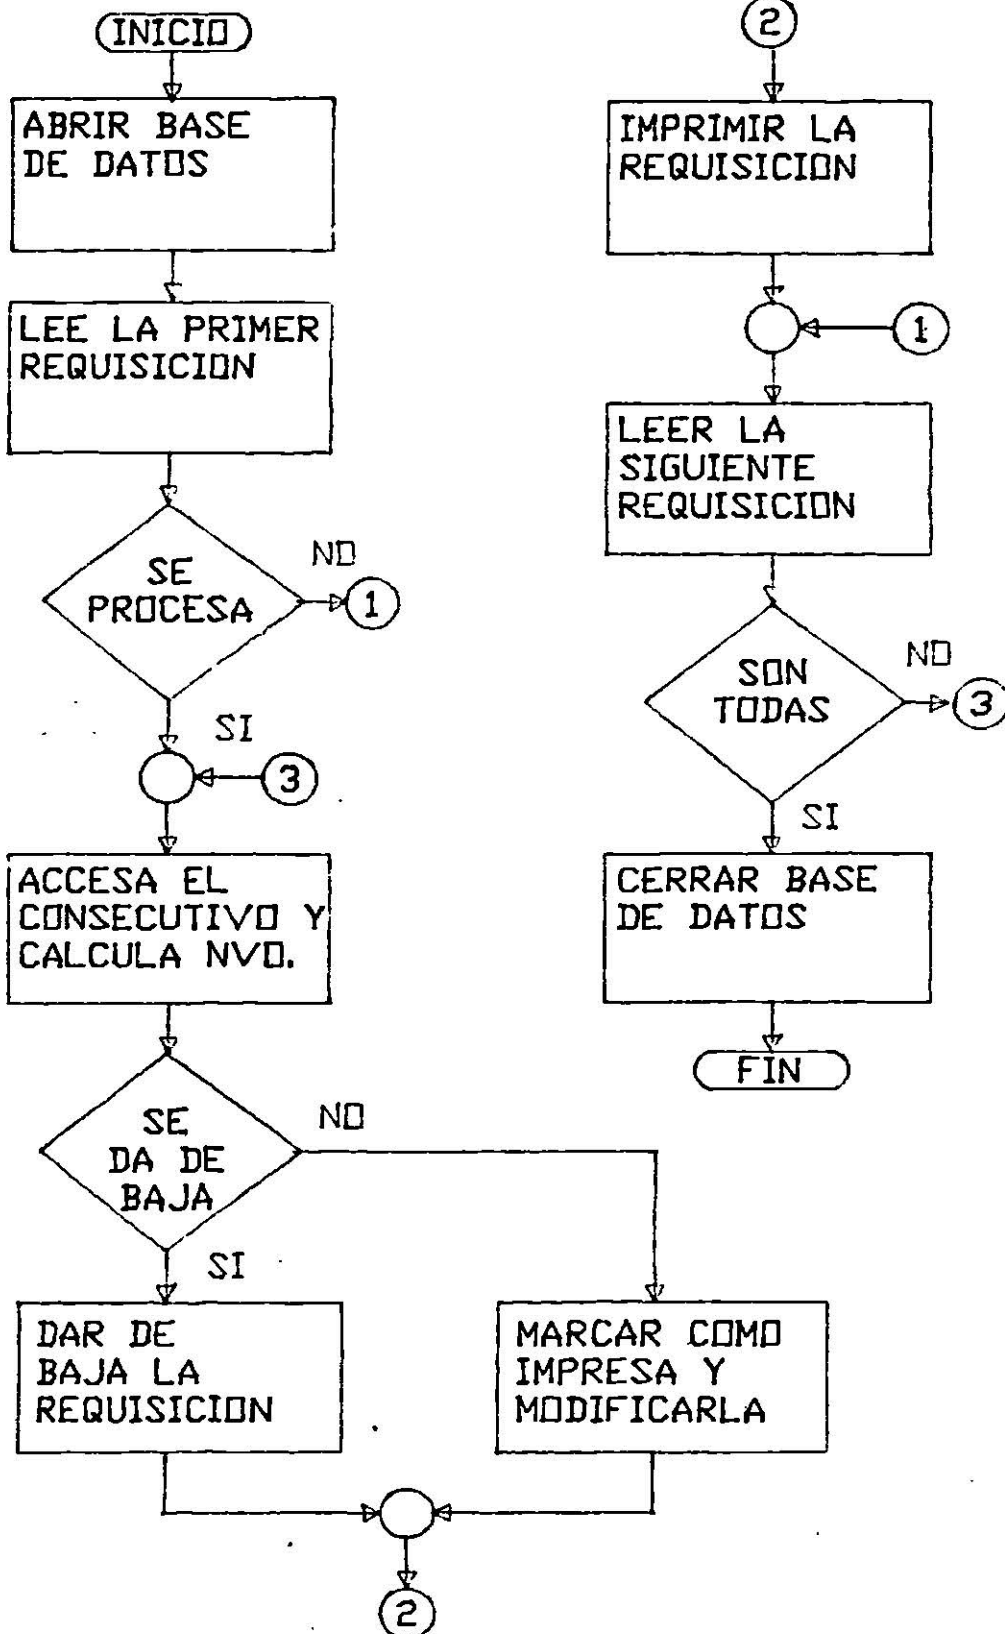 INICIO
ABRIR BASE
DE DATOS
LEE LA PRIMER
REQUISICION
SE
PROCESA
NO
1
SI
3
ACCESA EL
CONSECUTIVO Y
CALCULA NVO.
SE
DA DE
BAJA
NO
SI
DAR DE
BAJA LA
REQUISICION
MARCAR COMO
IMPRESA Y
MODIFICARLA
2
2
IMPRIMIR LA
REQUISICION
1
LEER LA
SIGUIENTE
REQUISICION
SON
TODAS
NO
3
SI
CERRAR BASE
DE DATOS
FIN